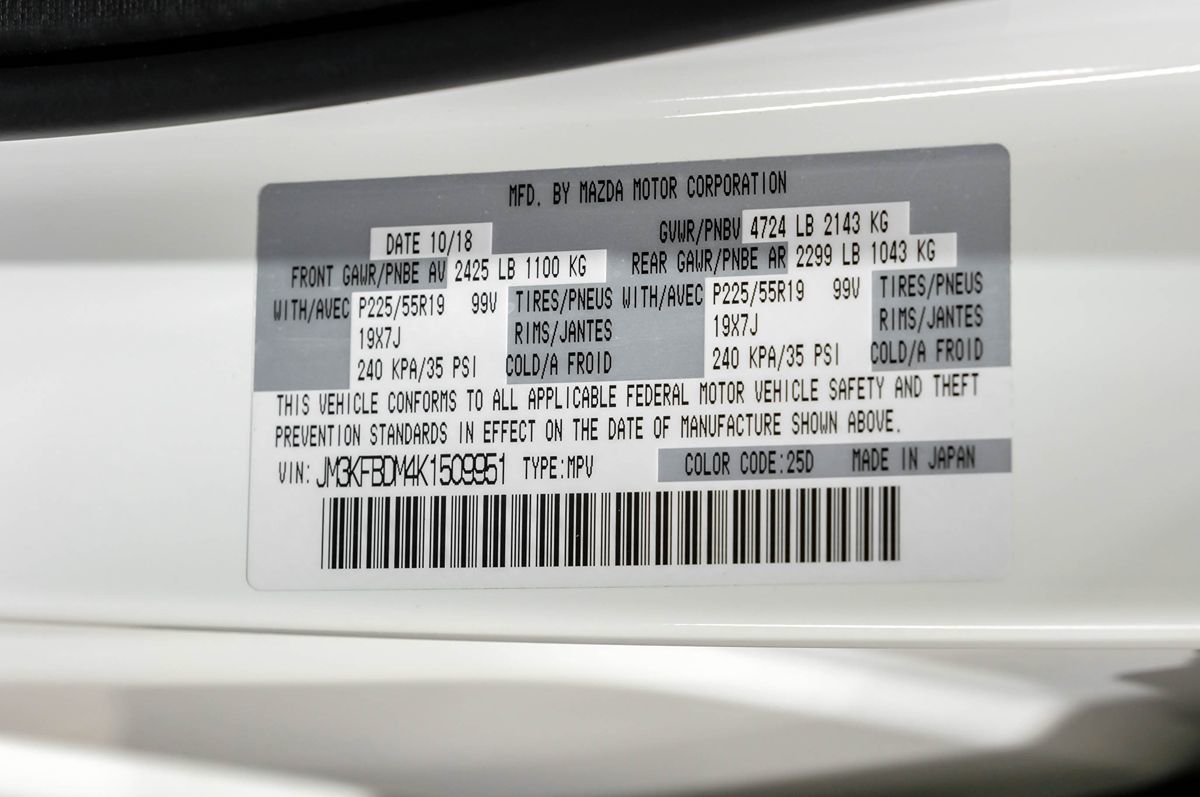 MFD. BY MAZDA MOTOR CORPORATION
DATE 10/18 GVWR/PNBV 4724 LB 2143 KG
FRONT GAWR/PNBE AV 2425 LB 1100 KG REAR GAWR/PNBE AR 2299 LB 1043 KG
WITH/AVEC P225/55R19 99V TIRES/PNEUS WITH/AVEC P225/55R19 99V TIRES/PNEUS
19X7J RIMS/JANTES 19X7J RIMS/JANTES
240 KPA/35 PSI COLD/A FROID 240 KPA/35 PSI COLD/A FROID
THIS VEHICLE CONFORMS TO ALL APPLICABLE FEDERAL MOTOR VEHICLE SAFETY AND THEFT
PREVENTION STANDARDS IN EFFECT ON THE DATE OF MANUFACTURE SHOWN ABOVE.
VIN: JM3KFBDM4K1509951 TYPE:MPV COLOR CODE:25D MADE IN JAPAN